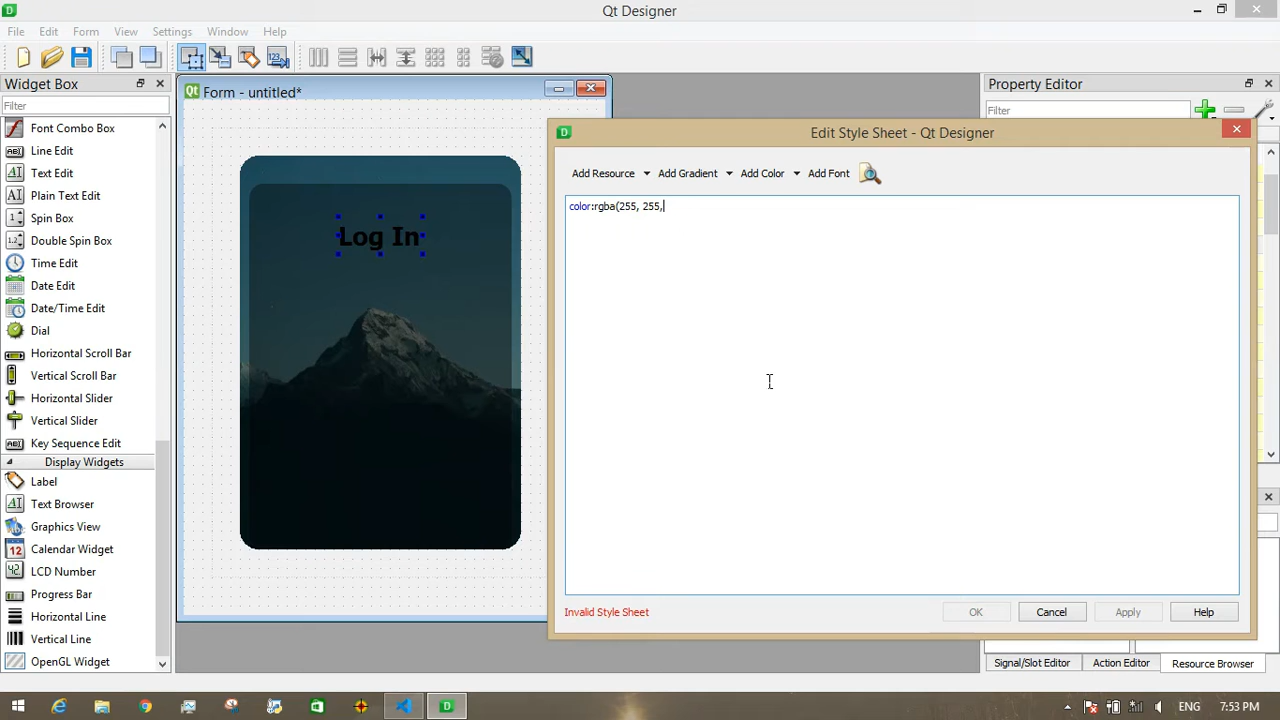 Qt Designer
File Edit Form View Settings Window Help
Widget Box
Filter
Font Combo Box
Line Edit
Text Edit
Plain Text Edit
Spin Box
Double Spin Box
Time Edit
Date Edit
Date/Time Edit
Dial
Horizontal Scroll Bar
Vertical Scroll Bar
Horizontal Slider
Vertical Slider
Key Sequence Edit
Display Widgets
Label
Text Browser
Graphics View
Calendar Widget
LCD Number
Progress Bar
Horizontal Line
Vertical Line
OpenGL Widget
Form - untitled*
Log In
Property Editor
Filter
Edit Style Sheet - Qt Designer
Add Resource Add Gradient Add Color Add Font
color:rgba(255, 255,
Invalid Style Sheet
OK Cancel Apply Help
Signal/Slot Editor Action Editor Resource Browser
ENG 7:53 PM